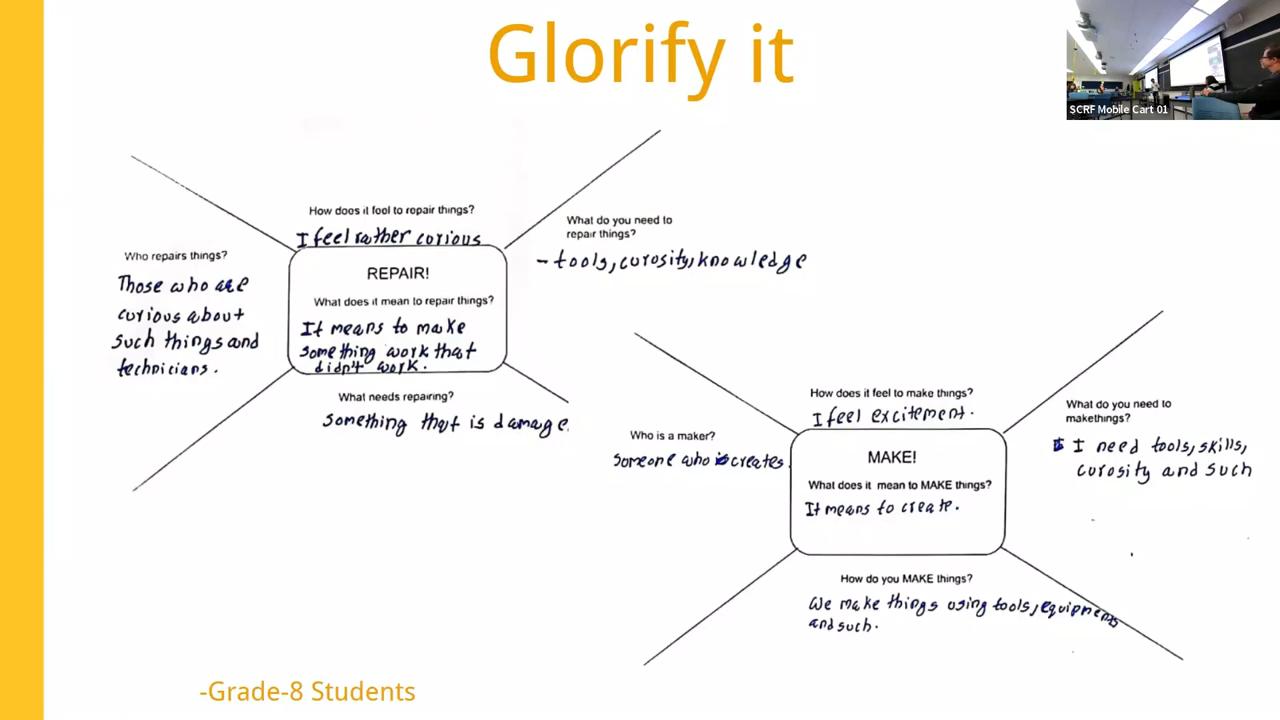 Glorify it
SCRF Mobile Cart 01
How does it feel to repair things?
I feel rather corious
Who repairs things?
Those who are
corious about
such things and
technicians.
REPAIR!
What does it mean to repair things?
It means to make
something work that
didn't work.
What do you need to
repair things?
- tools, curosity, knowledge
What needs repairing?
Something that is damage.
How does it feel to make things?
I feel excitement.
Who is a maker?
Someone who creates.
MAKE!
What does it mean to MAKE things?
It means to create.
What do you need to
makethings?
I need tools, skills,
curosity and such
How do you MAKE things?
We make things using tools, equipments
and such.
-Grade-8 Students